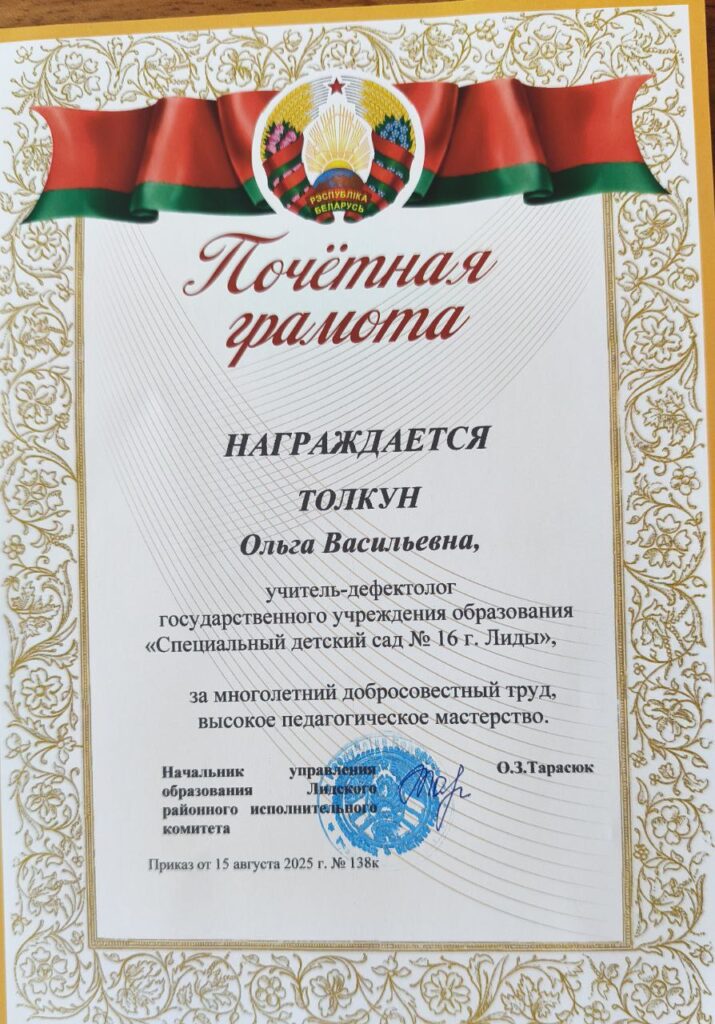 РЭСПУБЛІКА
БЕЛАРУСЬ
Почётная
грамота
НАГРАЖДАЕТСЯ
ТОЛКУН
Ольга Васильевна,
учитель-дефектолог
государственного учреждения образования
«Специальный детский сад № 16 г. Лиды»,
за многолетний добросовестный труд,
высокое педагогическое мастерство.
Начальник управления О.З.Тарасюк
образования Лидского
районного исполнительного
комитета
Приказ от 15 августа 2025 г. № 138к